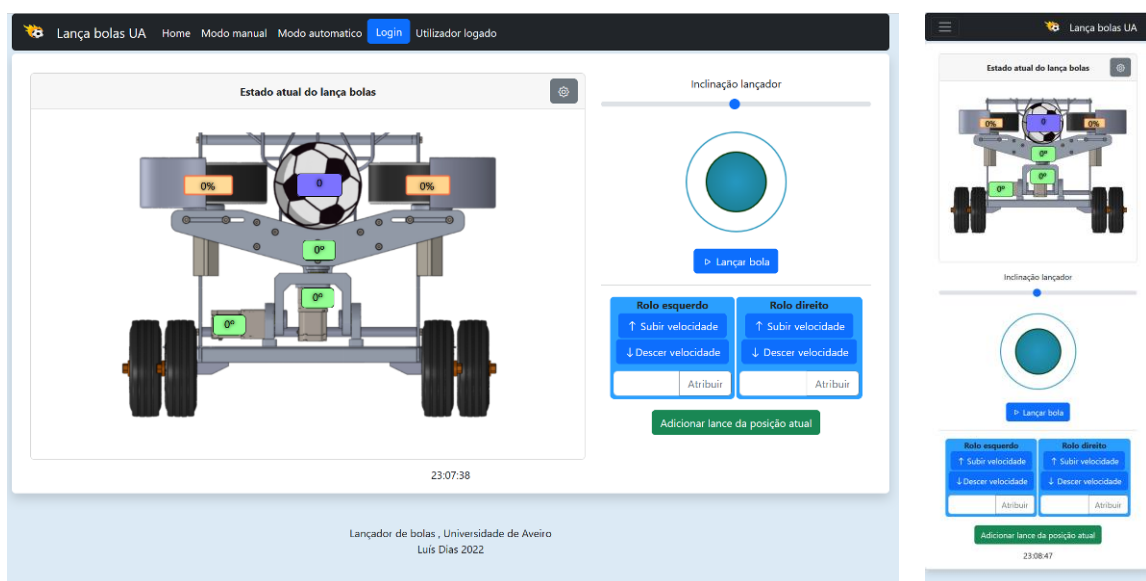 Lança bolas UA Home Modo manual Modo automatico Login Utilizador logado
Estado atual do lança bolas
0% 0 0%
0º
0º
0º
23:07:38
Inclinação lançador
Lançar bola
Rolo esquerdo Rolo direito
↑ Subir velocidade ↑ Subir velocidade
↓ Descer velocidade ↓ Descer velocidade
Atribuir Atribuir
Adicionar lance da posição atual
Lançador de bolas , Universidade de Aveiro
Luís Dias 2022
Lança bolas UA
Estado atual do lança bolas
0% 0 0%
0º
0º
0º
Inclinação lançador
Lançar bola
Rolo esquerdo Rolo direito
↑ Subir velocidade ↑ Subir velocidade
↓ Descer velocidade ↓ Descer velocidade
Atribuir Atribuir
Adicionar lance da posição atual
23:08:47